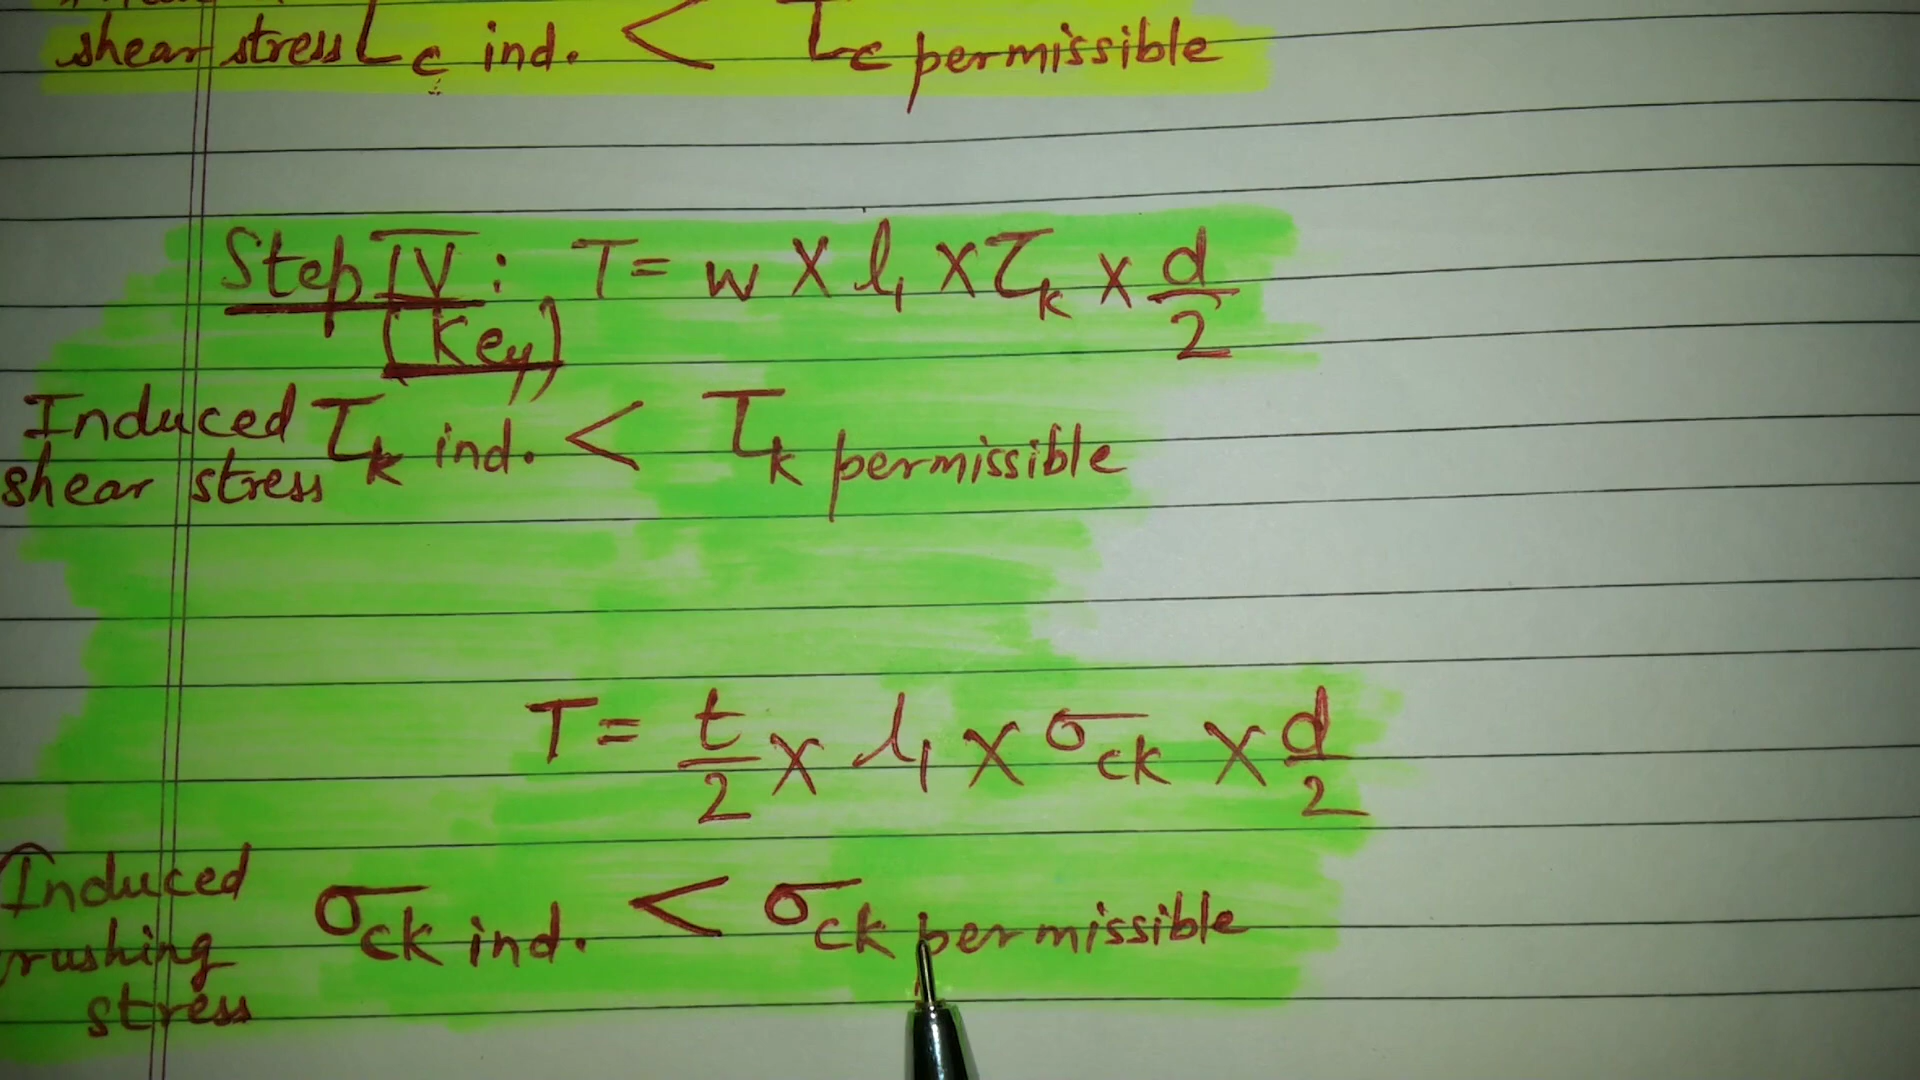 shear stress τc ind. < τc permissible
Step IV : T = w × l1 × τk × d/2
(Key)
Induced
shear stress τk ind. < τk permissible
T = t/2 × l1 × σck × d/2
Induced
rushing
stress
σck ind. < σck permissible